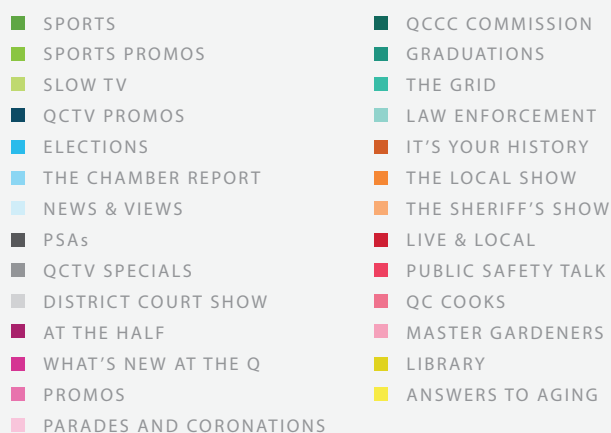 SPORTS
SPORTS PROMOS
SLOW TV
QCTV PROMOS
ELECTIONS
THE CHAMBER REPORT
NEWS & VIEWS
PSAs
QCTV SPECIALS
DISTRICT COURT SHOW
AT THE HALF
WHAT'S NEW AT THE Q
PROMOS
PARADES AND CORONATIONS
QCCC COMMISSION
GRADUATIONS
THE GRID
LAW ENFORCEMENT
IT'S YOUR HISTORY
THE LOCAL SHOW
THE SHERIFF'S SHOW
LIVE & LOCAL
PUBLIC SAFETY TALK
QC COOKS
MASTER GARDENERS
LIBRARY
ANSWERS TO AGING